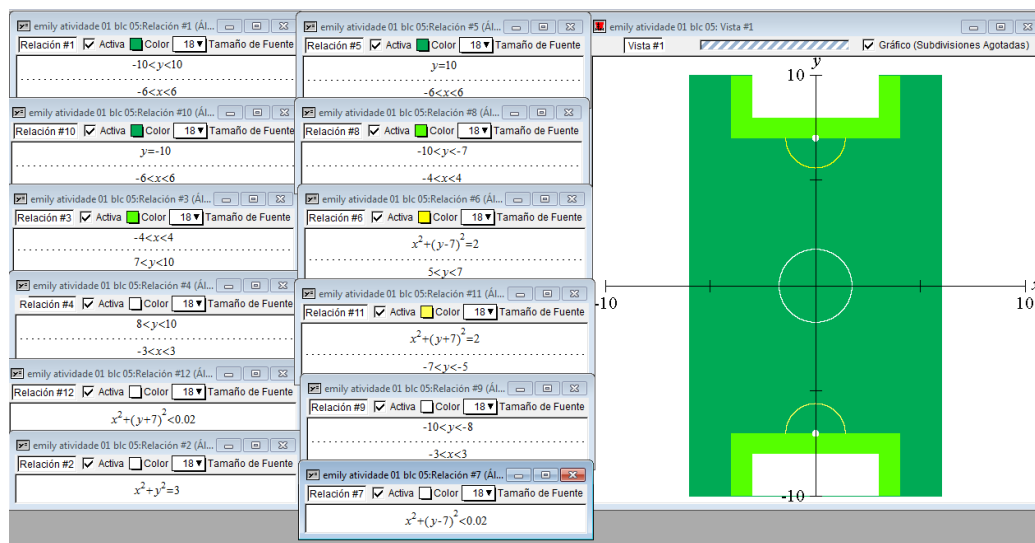 emily atividade 01 blc 05:Relación #1 (Ál...
Relación #1 Activa Color 18 Tamaño de Fuente
-10<y<10
-6<x<6
emily atividade 01 blc 05:Relación #10 (Ál...
Relación #10 Activa Color 18 Tamaño de Fuente
y=-10
-6<x<6
emily atividade 01 blc 05:Relación #3 (Ál...
Relación #3 Activa Color 18 Tamaño de Fuente
-4<x<4
7<y<10
emily atividade 01 blc 05:Relación #4 (Ál...
Relación #4 Activa Color 18 Tamaño de Fuente
8<y<10
-3<x<3
emily atividade 01 blc 05:Relación #12 (Ál...
Relación #12 Activa Color 18 Tamaño de Fuente
x²+(y+7)²<0.02
emily atividade 01 blc 05:Relación #2 (Ál...
Relación #2 Activa Color 18 Tamaño de Fuente
x²+y²=3
emily atividade 01 blc 05:Relación #5 (Ál...
Relación #5 Activa Color 18 Tamaño de Fuente
y=10
-6<x<6
emily atividade 01 blc 05:Relación #8 (Ál...
Relación #8 Activa Color 18 Tamaño de Fuente
-10<y<-7
-4<x<4
emily atividade 01 blc 05:Relación #6 (Ál...
Relación #6 Activa Color 18 Tamaño de Fuente
x²+(y-7)²=2
5<y<7
emily atividade 01 blc 05:Relación #11 (Ál...
Relación #11 Activa Color 18 Tamaño de Fuente
x²+(y+7)²=2
-7<y<-5
emily atividade 01 blc 05:Relación #9 (Ál...
Relación #9 Activa Color 18 Tamaño de Fuente
-10<y<-8
-3<x<3
emily atividade 01 blc 05:Relación #7 (Ál...
Relación #7 Activa Color 18 Tamaño de Fuente
x²+(y-7)²<0.02
emily atividade 01 blc 05: Vista #1
Vista #1 Gráfico (Subdivisiones Agotadas)
y
10
x
-10
10
-10